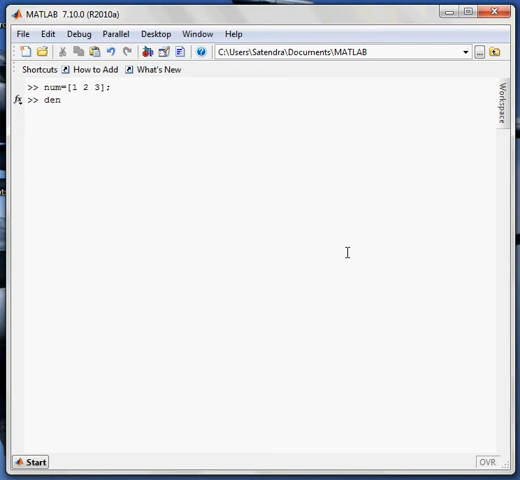 MATLAB 7.10.0 (R2010a)
File Edit Debug Parallel Desktop Window Help
C:\Users\Satendra\Documents\MATLAB
...
Shortcuts How to Add What's New
>> num=[1 2 3];
fx >> den
Workspace
Start
OVR